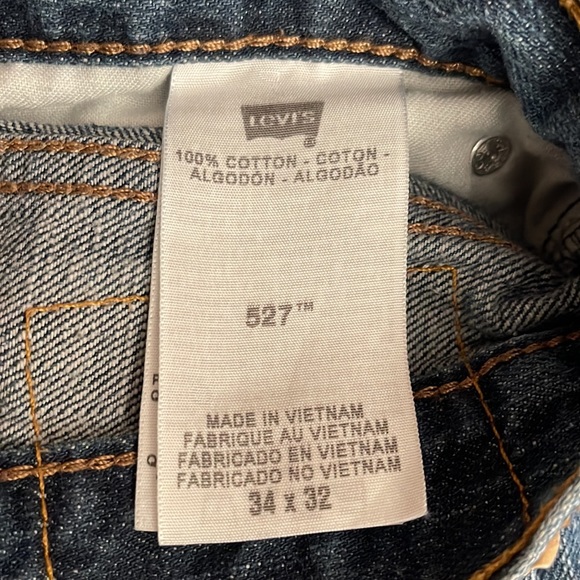 Levi's
®
100% COTTON - COTON -
ALGODÓN - ALGODÃO
527™
MADE IN VIETNAM
FABRIQUE AU VIETNAM
FABRICADO EN VIETNAM
FABRICADO NO VIETNAM
34 x 32